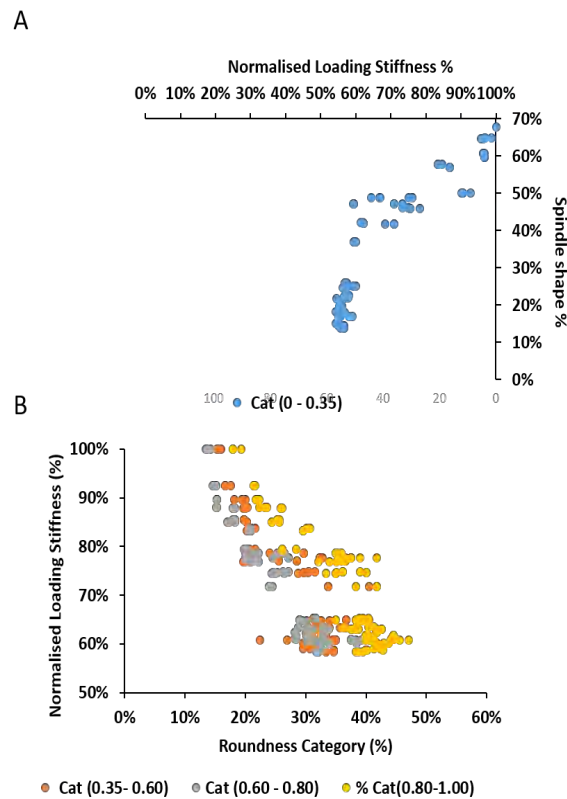 A
Normalised Loading Stiffness %
0% 10% 20% 30% 40% 50% 60% 70% 80% 90% 100%
70%
60%
50%
40%
30%
20%
10%
0%
Spindle shape %
100 80 60 40 20 0
Cat (0 - 0.35)
B
Normalised Loading Stiffness (%)
100%
90%
80%
70%
60%
50%
0% 10% 20% 30% 40% 50% 60%
Roundness Category (%)
Cat (0.35- 0.60) Cat (0.60 - 0.80) % Cat(0.80-1.00)